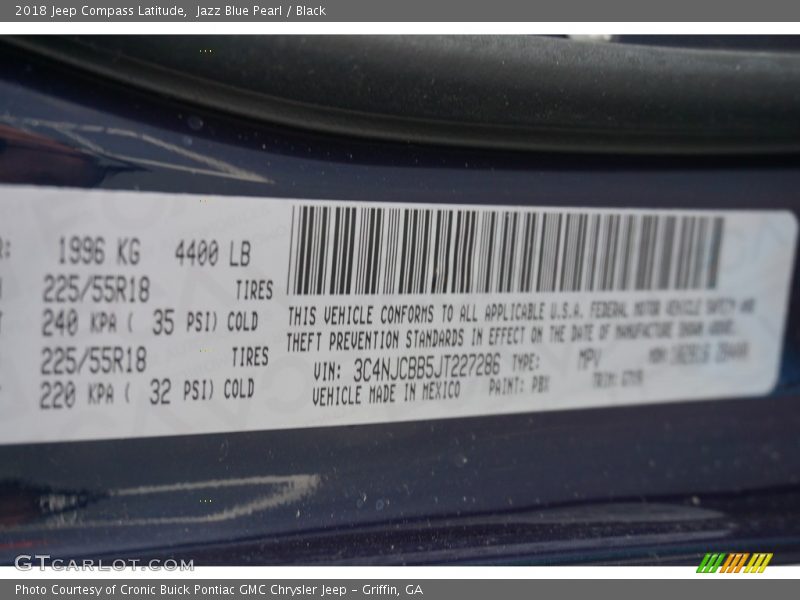 2018 Jeep Compass Latitude,  Jazz Blue Pearl / Black
R: 1996 KG 4400 LB
225/55R18 TIRES
240 KPA ( 35 PSI) COLD
225/55R18 TIRES
220 KPA ( 32 PSI) COLD
THIS VEHICLE CONFORMS TO ALL APPLICABLE U.S.A. FEDERAL MOTOR VEHICLE SAFETY AND
THEFT PREVENTION STANDARDS IN EFFECT ON THE DATE OF MANUFACTURE SHOWN ABOVE.
VIN: 3C4NJCBB5JT227286 TYPE: MPV
VEHICLE MADE IN MEXICO PAINT: PBX TRIM:
GTCARLOT.COM
Photo Courtesy of Cronic Buick Pontiac GMC Chrysler Jeep - Griffin, GA